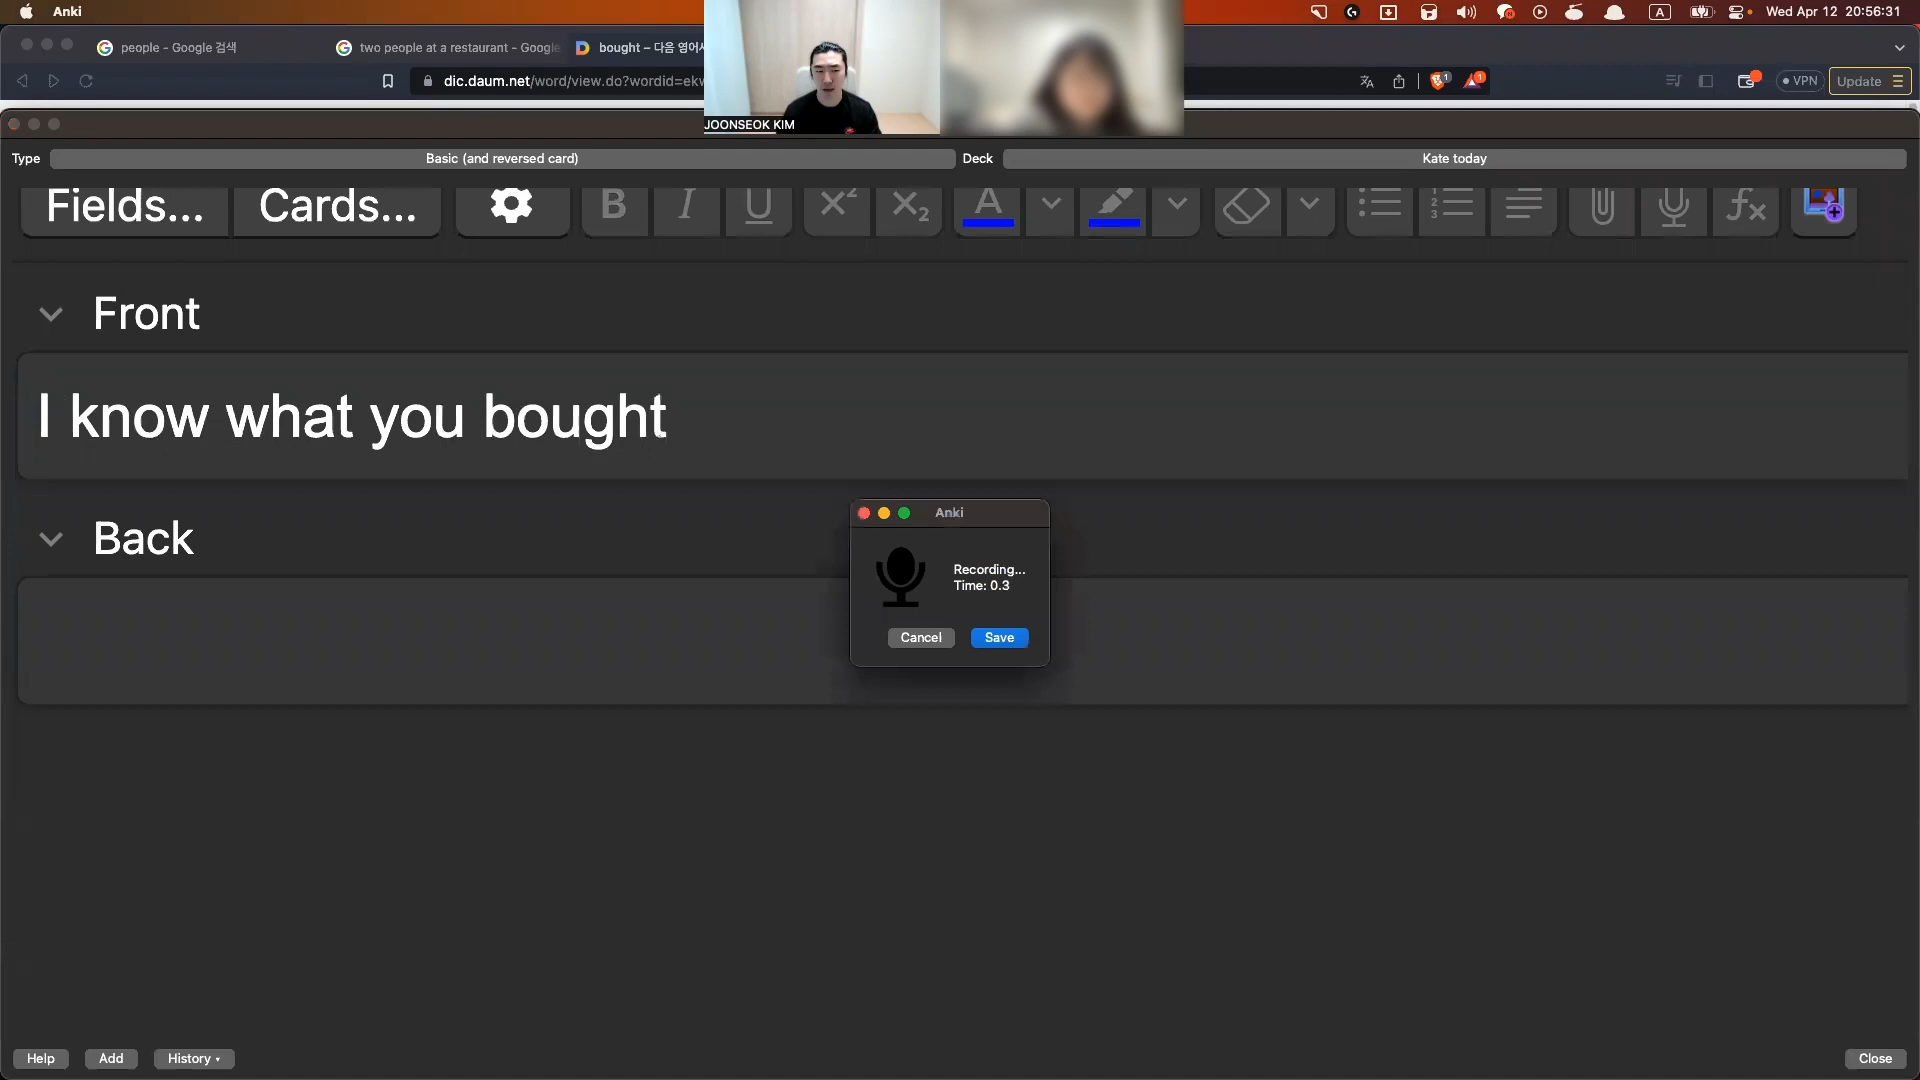 Anki
Wed Apr 12 20:56:31
people - Google 검색
two people at a restaurant - Google
bought – 다음 영어
dic.daum.net/word/view.do?wordid=ekw
VPN
Update
JOONSEOK KIM
Type
Basic (and reversed card)
Deck
Kate today
Fields...
Cards...
Front
I know what you bought
Anki
Recording...
Time: 0.3
Cancel
Save
Back
Help
Add
History
Close